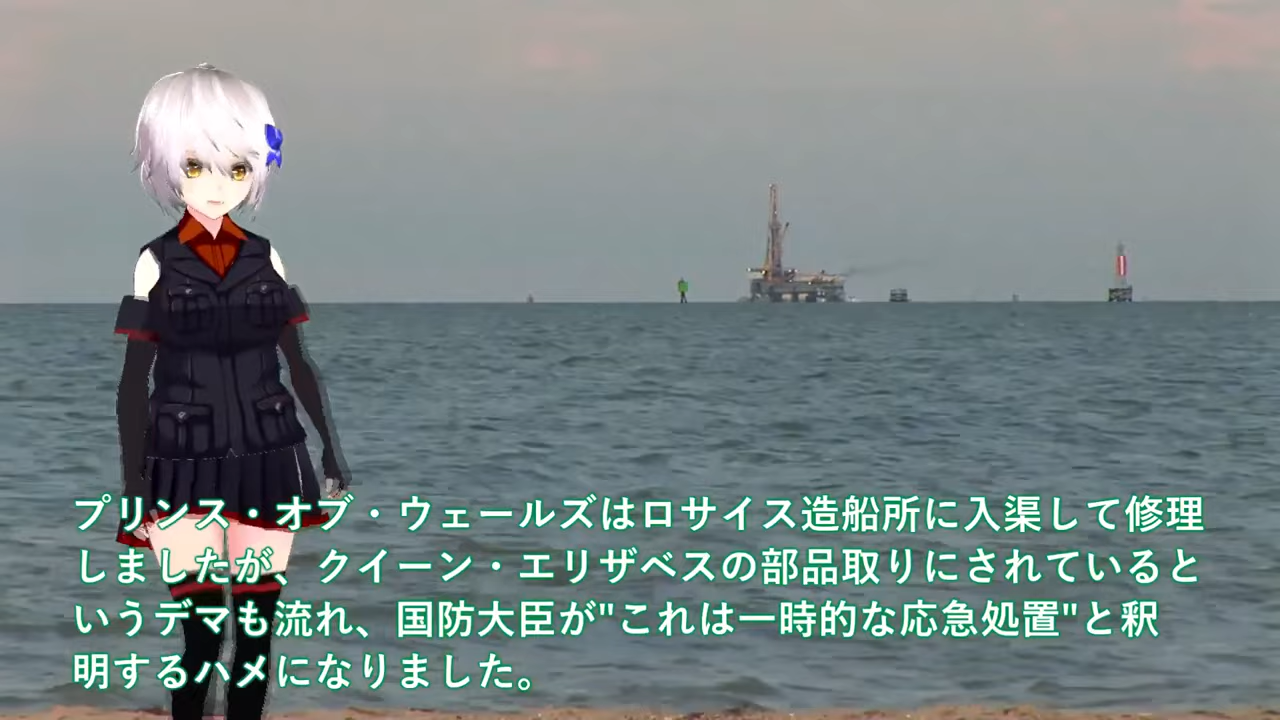 プリンス・オブ・ウェールズはロサイス造船所に入渠して修理
しましたが、クイーン・エリザベスの部品取りにされていると
いうデマも流れ、国防大臣が"これは一時的な応急処置"と釈
明するハメになりました。